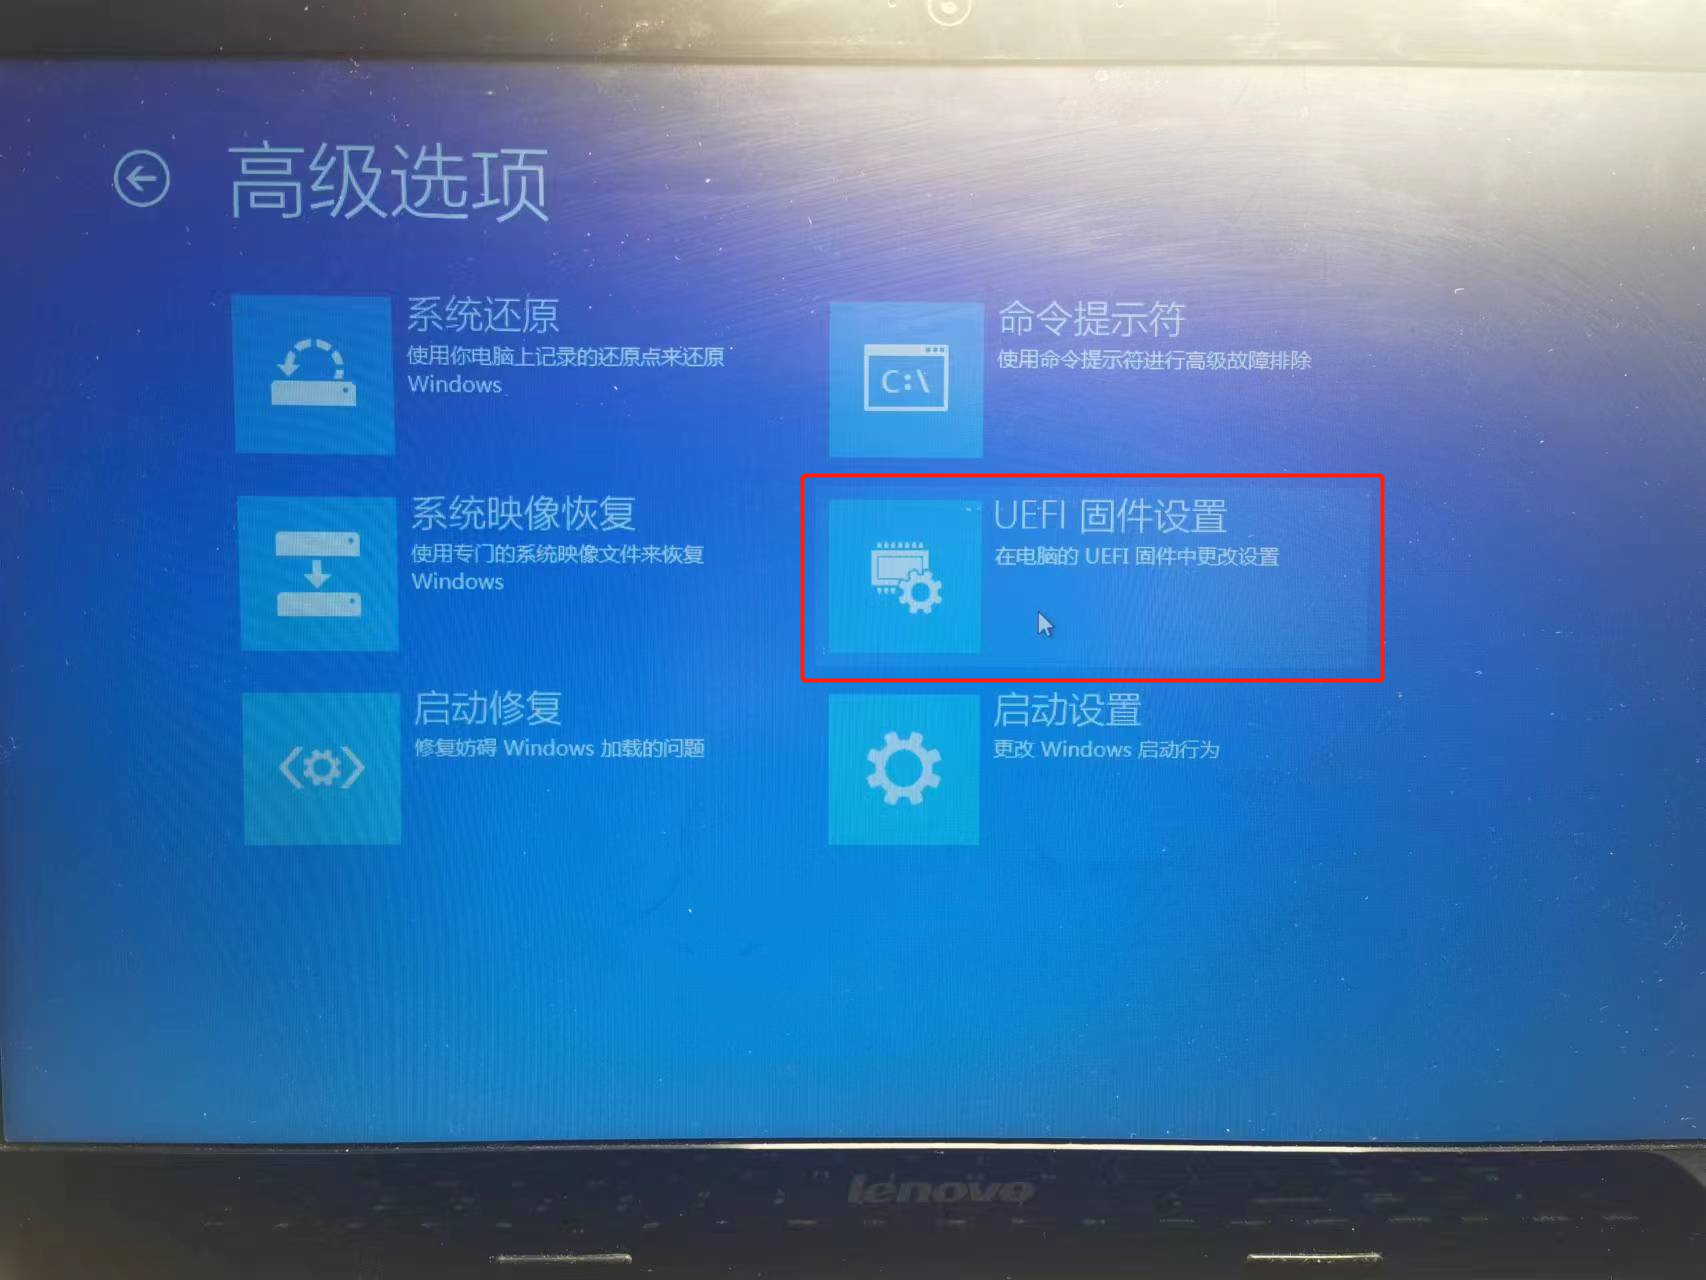 高级选项
系统还原
使用你电脑上记录的还原点来还原
Windows
命令提示符
使用命令提示符进行高级故障排除
C:\
系统映像恢复
使用专门的系统映像文件来恢复
Windows
UEFI 固件设置
在电脑的 UEFI 固件中更改设置
启动修复
修复妨碍 Windows 加载的问题
启动设置
更改 Windows 启动行为
lenovo